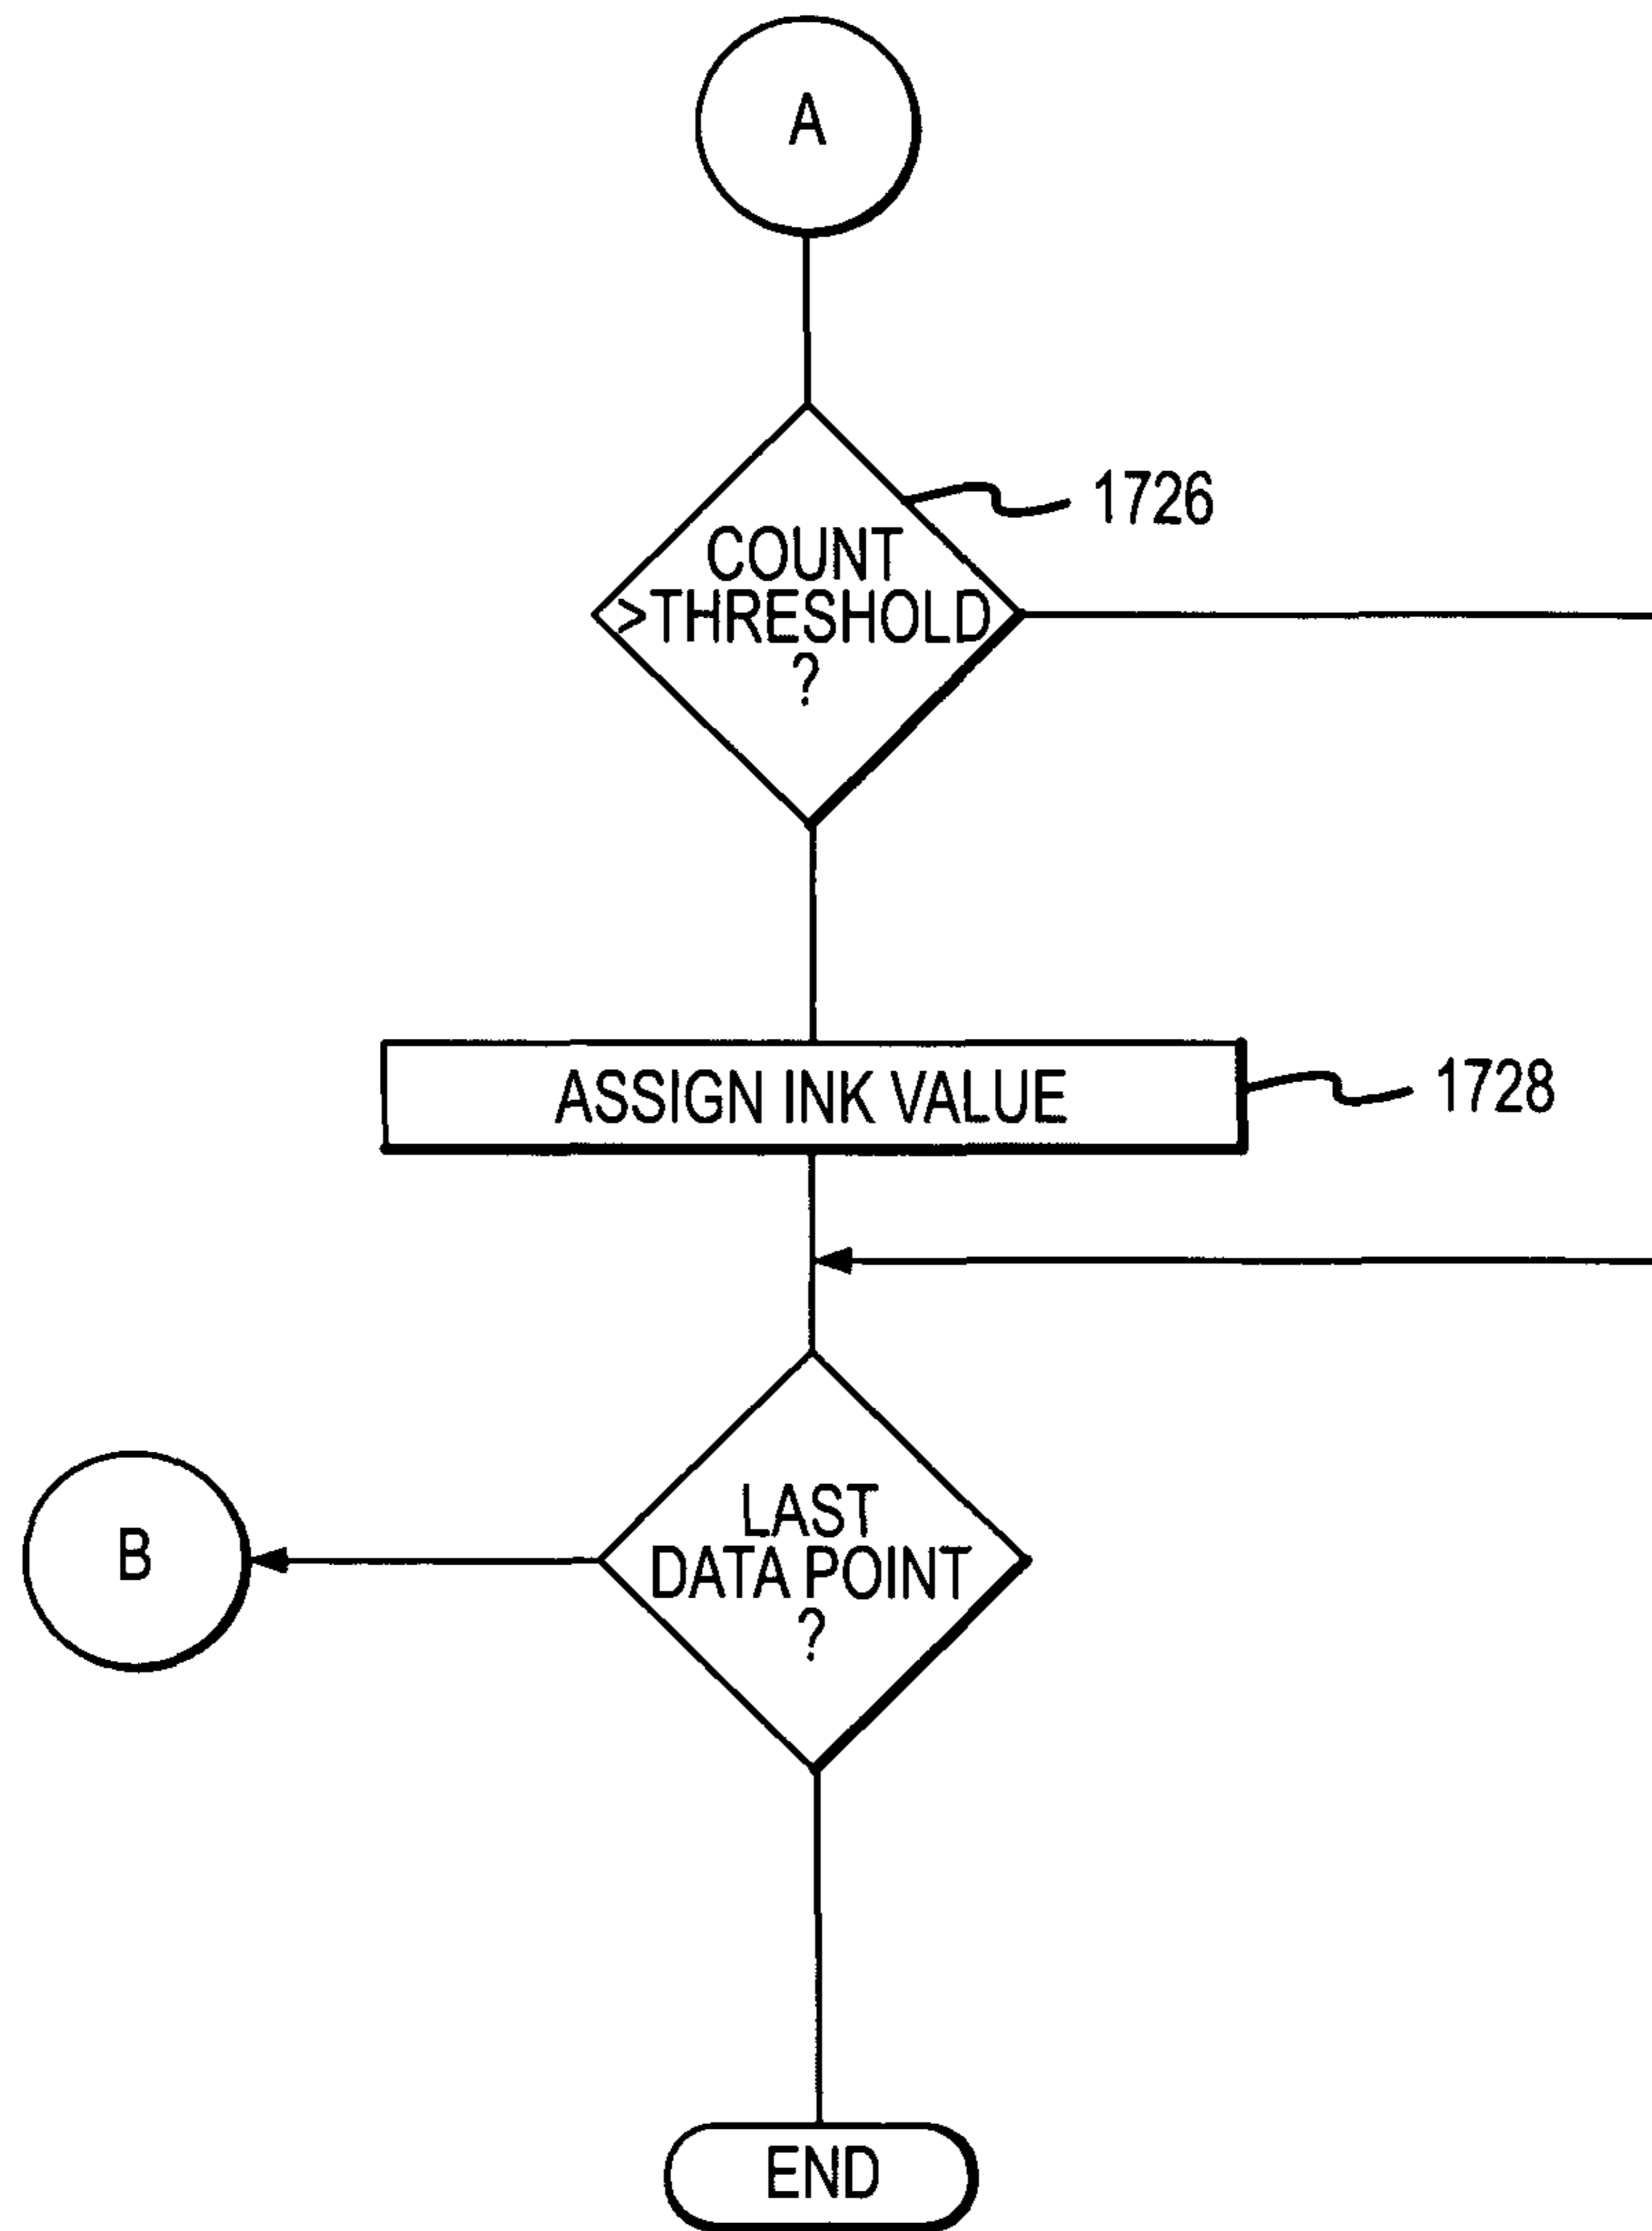 A
1726
COUNT
>THRESHOLD
?
ASSIGN INK VALUE
1728
LAST
DATA POINT
?
B
END